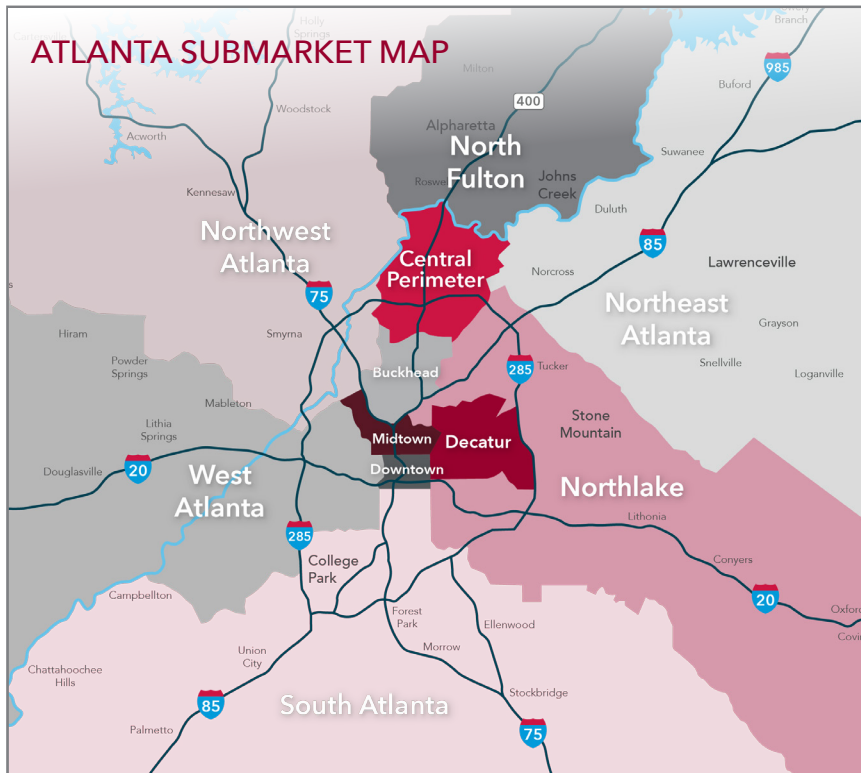 ATLANTA SUBMARKET MAP
Holly
Springs
Branch
985
Milton
Buford
400
Woodstock
Alpharetta
Acworth
North
Fulton
Suwanee
Roswell
Johns
Creek
Kennesaw
Duluth
Northwest
Atlanta
85
Central
Perimeter
Lawrenceville
Norcross
75
Northeast
Atlanta
Grayson
Hiram
Smyrna
Snellville
Powder
Springs
Buckhead
285
Tucker
Loganville
Mableton
Stone
Mountain
Lithia
Springs
Midtown
Decatur
Douglasville
20
Downtown
West
Atlanta
Northlake
Lithonia
285
College
Park
Conyers
Campbellton
20
Forest
Park
Ellenwood
Oxford
Union
City
Morrow
Chattahoochee
Hills
Stockbridge
South Atlanta
85
Palmetto
75